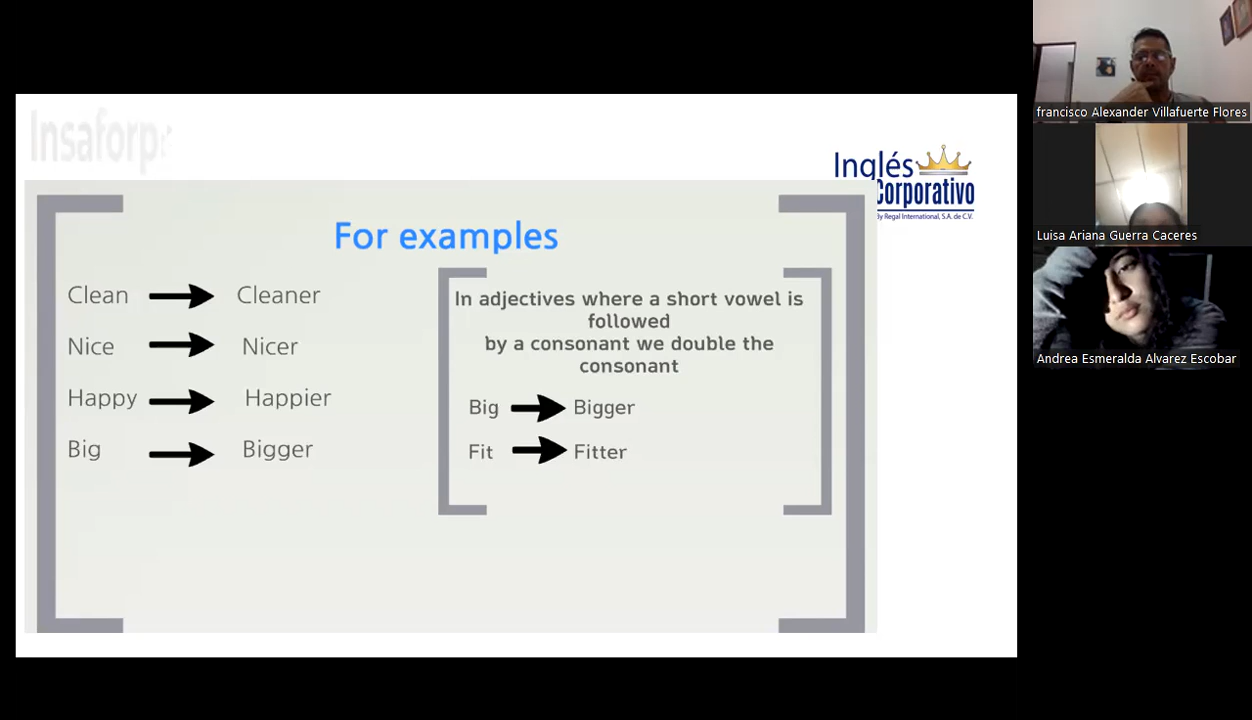 Insaforp
Inglés
Corporativo
by Regal International, S.A. de C.V.
For examples
Clean Cleaner
Nice Nicer
Happy Happier
Big Bigger
In adjectives where a short vowel is
followed
by a consonant we double the
consonant
Big Bigger
Fit Fitter
francisco Alexander Villafuerte Flores
Luisa Ariana Guerra Caceres
Andrea Esmeralda Alvarez Escobar